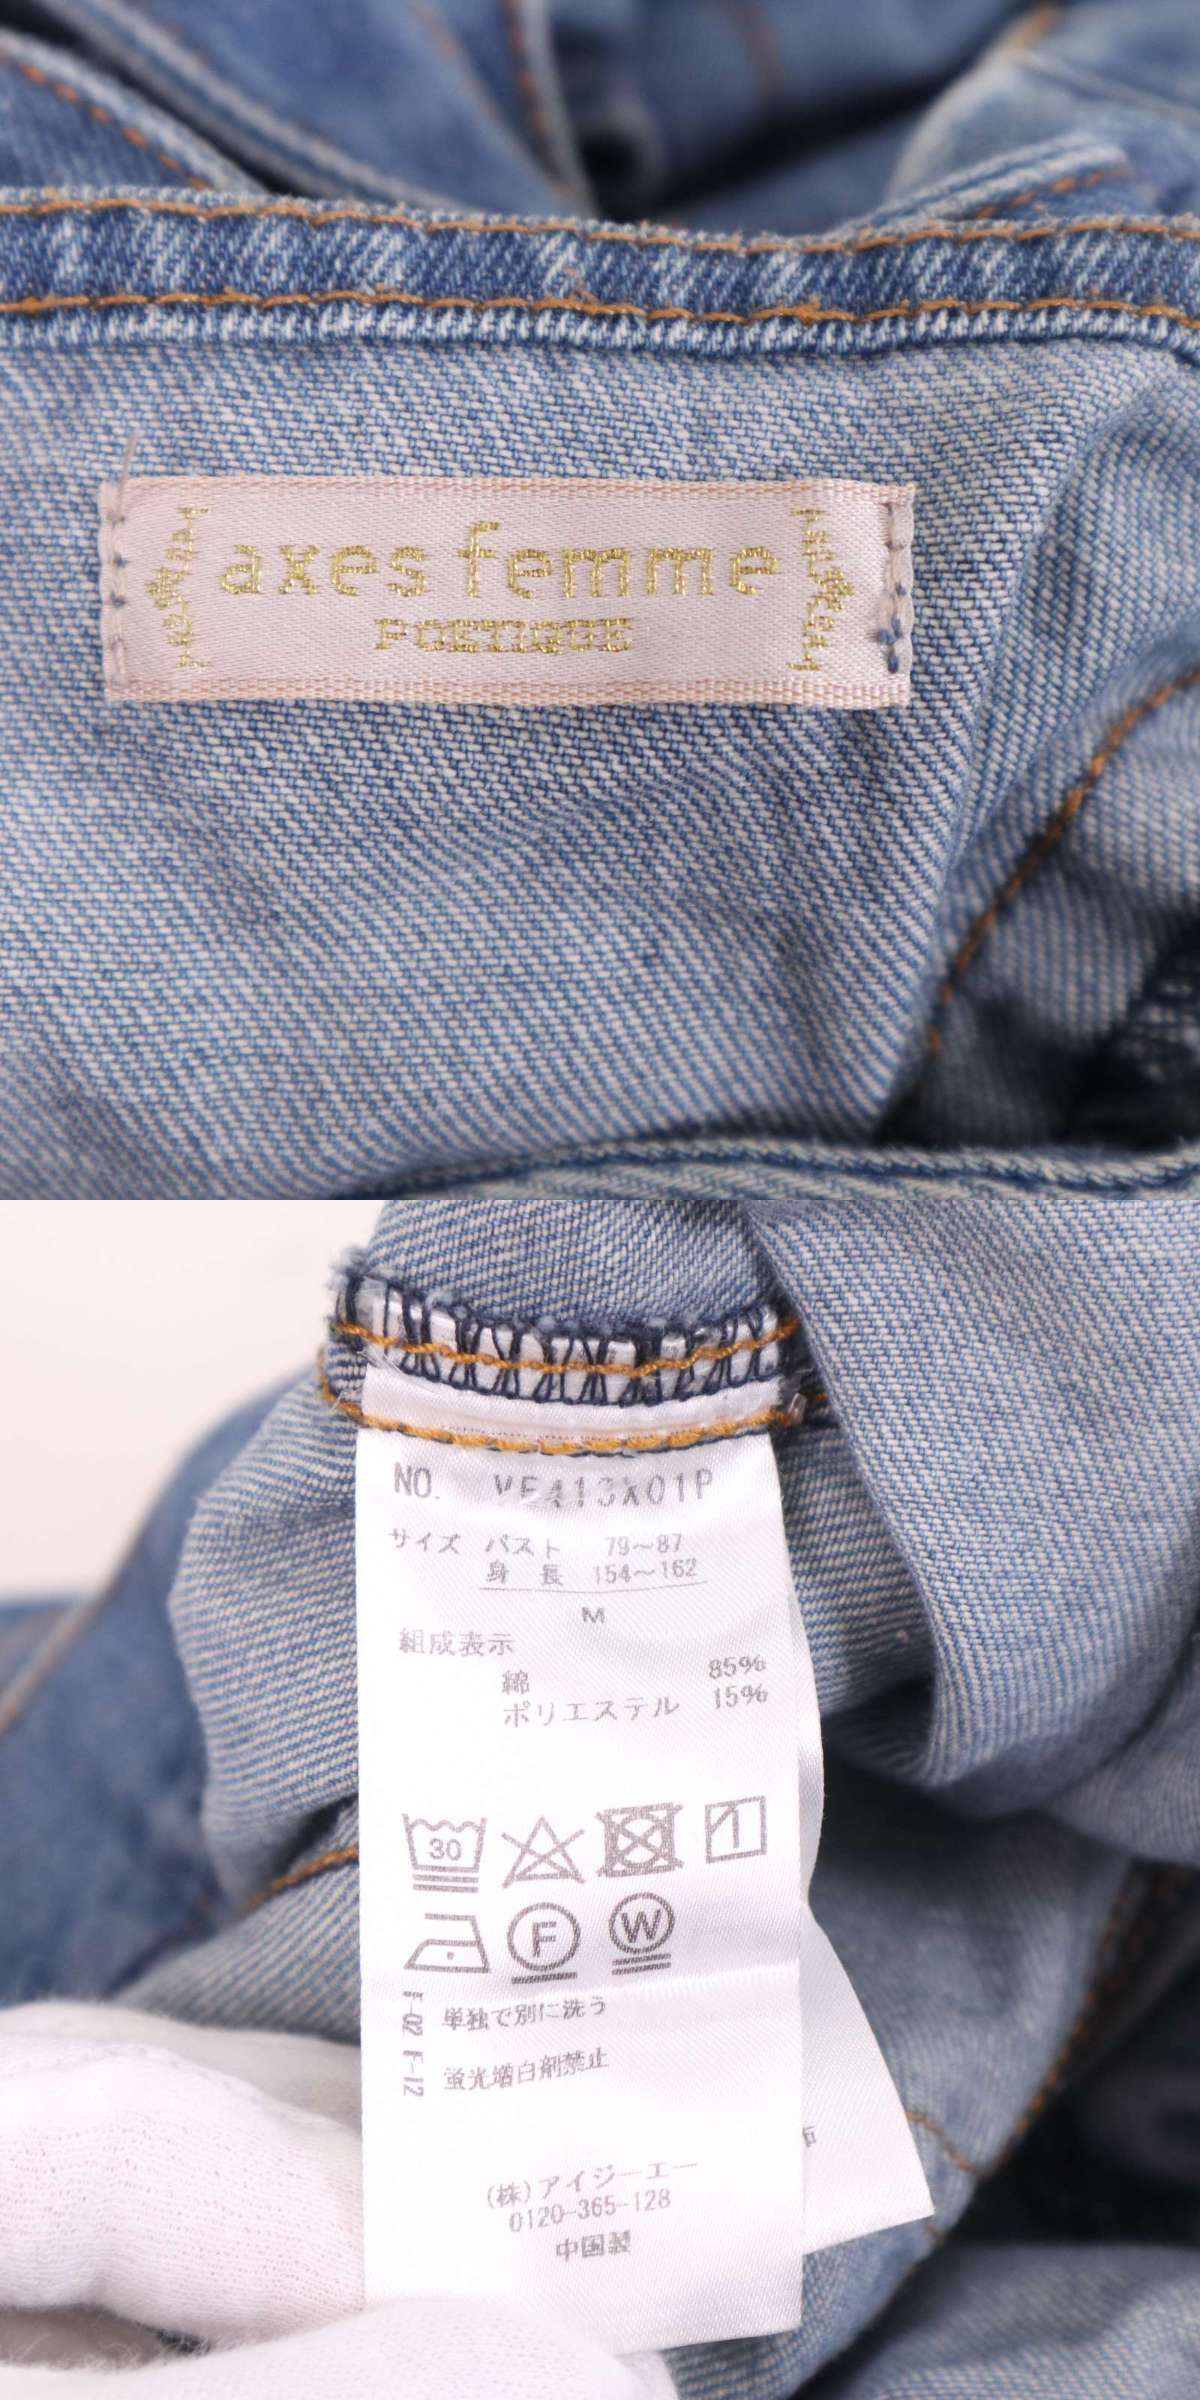 axes femme
POETIQUE
NO. VE413X01P
サイズ バスト 79～87
身長 154～162
M
組成表示
綿 85%
ポリエステル 15%
30
F
W
F-02 単独で別に洗う
F-12 蛍光増白剤禁止
布
(株)アイジーエー
0120-365-128
中国製